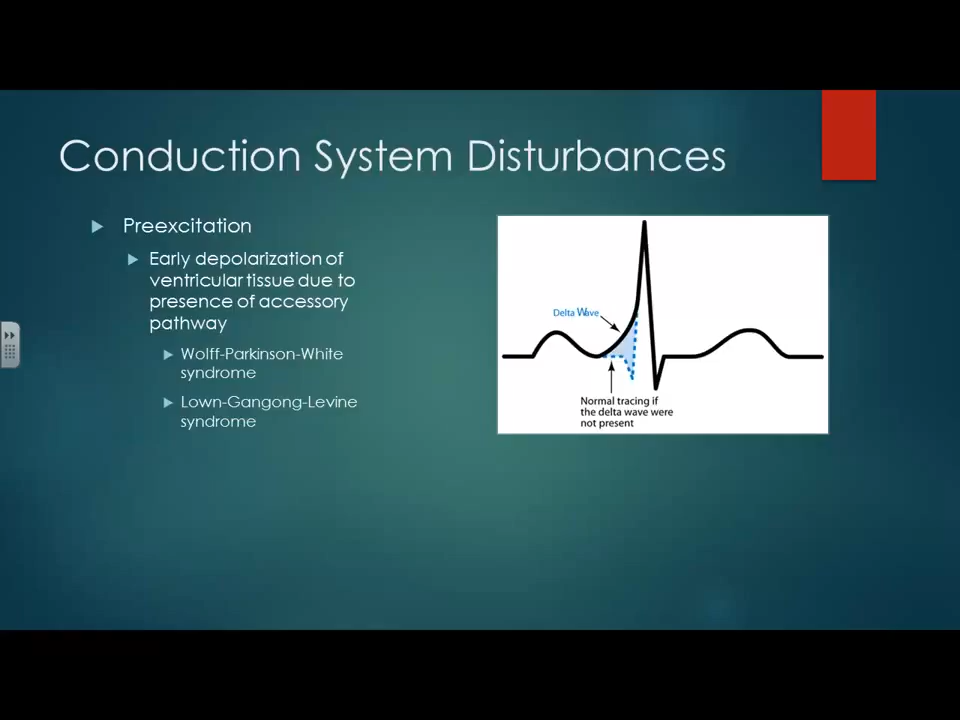 Conduction System Disturbances
Preexcitation
Early depolarization of
ventricular tissue due to
presence of accessory
pathway
Wolff-Parkinson-White
syndrome
Lown-Gangong-Levine
syndrome
Delta Wave
Normal tracing if
the delta wave were
not present